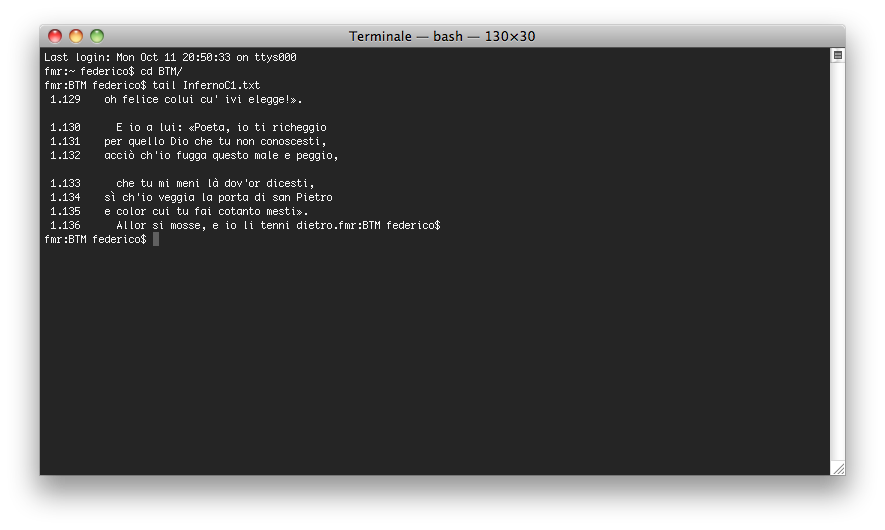 Terminale — bash — 130×30
Last login: Mon Oct 11 20:50:33 on ttys000
fmr:~ federico$ cd BTM/
fmr:BTM federico$ tail InfernoC1.txt
1.129    oh felice colui cu' ivi elegge!».
1.130      E io a lui: «Poeta, io ti richeggio
1.131    per quello Dio che tu non conoscesti,
1.132    acciò ch'io fugga questo male e peggio,
1.133      che tu mi meni là dov'or dicesti,
1.134    sì ch'io veggia la porta di san Pietro
1.135    e color cui tu fai cotanto mesti».
1.136      Allor si mosse, e io li tenni dietro.fmr:BTM federico$
fmr:BTM federico$